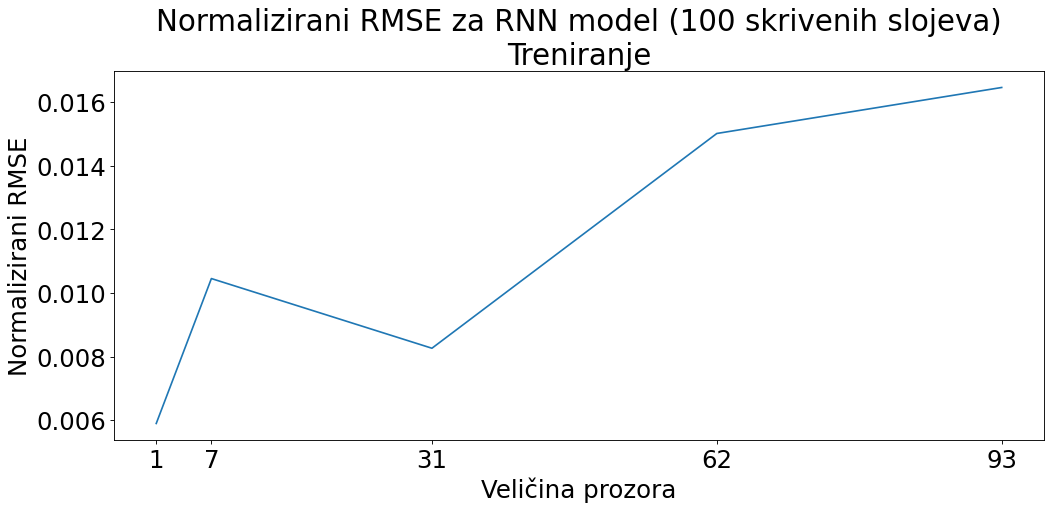 Normalizirani RMSE za RNN model (100 skrivenih slojeva)
Treniranje
Normalizirani RMSE
0.016
0.014
0.012
0.010
0.008
0.006
1 7 31 62 93
Veličina prozora